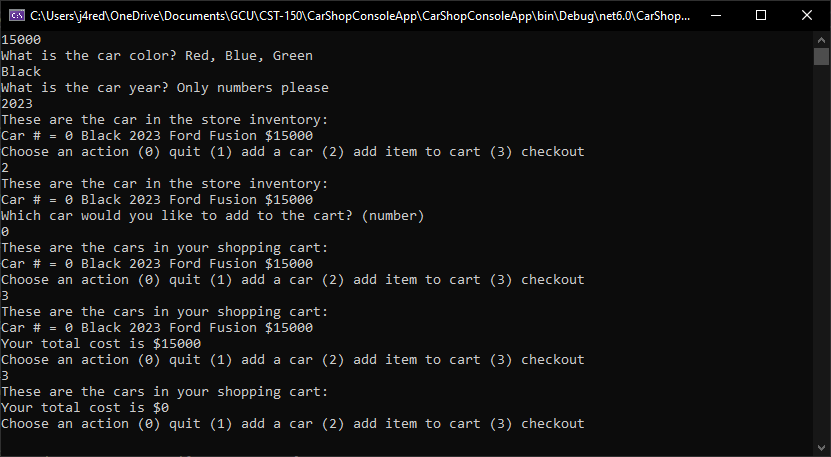 C:\Users\j4red\OneDrive\Documents\GCU\CST-150\CarShopConsoleApp\CarShopConsoleApp\bin\Debug\net6.0\CarShop...
15000
What is the car color? Red, Blue, Green
Black
What is the car year? Only numbers please
2023
These are the car in the store inventory:
Car # = 0 Black 2023 Ford Fusion $15000
Choose an action (0) quit (1) add a car (2) add item to cart (3) checkout
2
These are the car in the store inventory:
Car # = 0 Black 2023 Ford Fusion $15000
Which car would you like to add to the cart? (number)
0
These are the cars in your shopping cart:
Car # = 0 Black 2023 Ford Fusion $15000
Choose an action (0) quit (1) add a car (2) add item to cart (3) checkout
3
These are the cars in your shopping cart:
Car # = 0 Black 2023 Ford Fusion $15000
Your total cost is $15000
Choose an action (0) quit (1) add a car (2) add item to cart (3) checkout
3
These are the cars in your shopping cart:
Your total cost is $0
Choose an action (0) quit (1) add a car (2) add item to cart (3) checkout